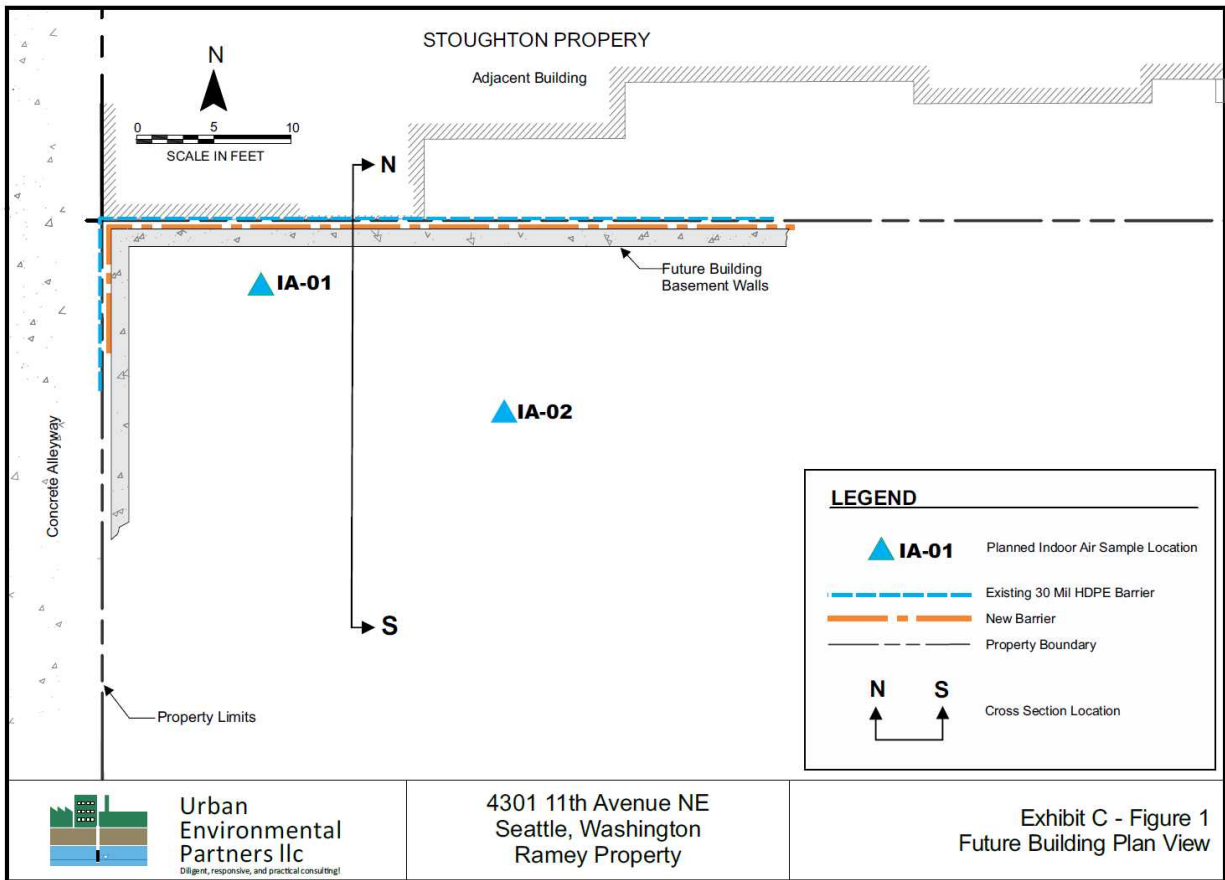 STOUGHTON PROPERY
Adjacent Building
N
0 5 10
SCALE IN FEET
N
IA-01
Future Building
Basement Walls
IA-02
Concrete Alleyway
S
Property Limits
LEGEND
IA-01 Planned Indoor Air Sample Location
Existing 30 Mil HDPE Barrier
New Barrier
Property Boundary
N S
Cross Section Location
Urban
Environmental
Partners llc
Diligent, responsive, and practical consulting!
4301 11th Avenue NE
Seattle, Washington
Ramey Property
Exhibit C - Figure 1
Future Building Plan View